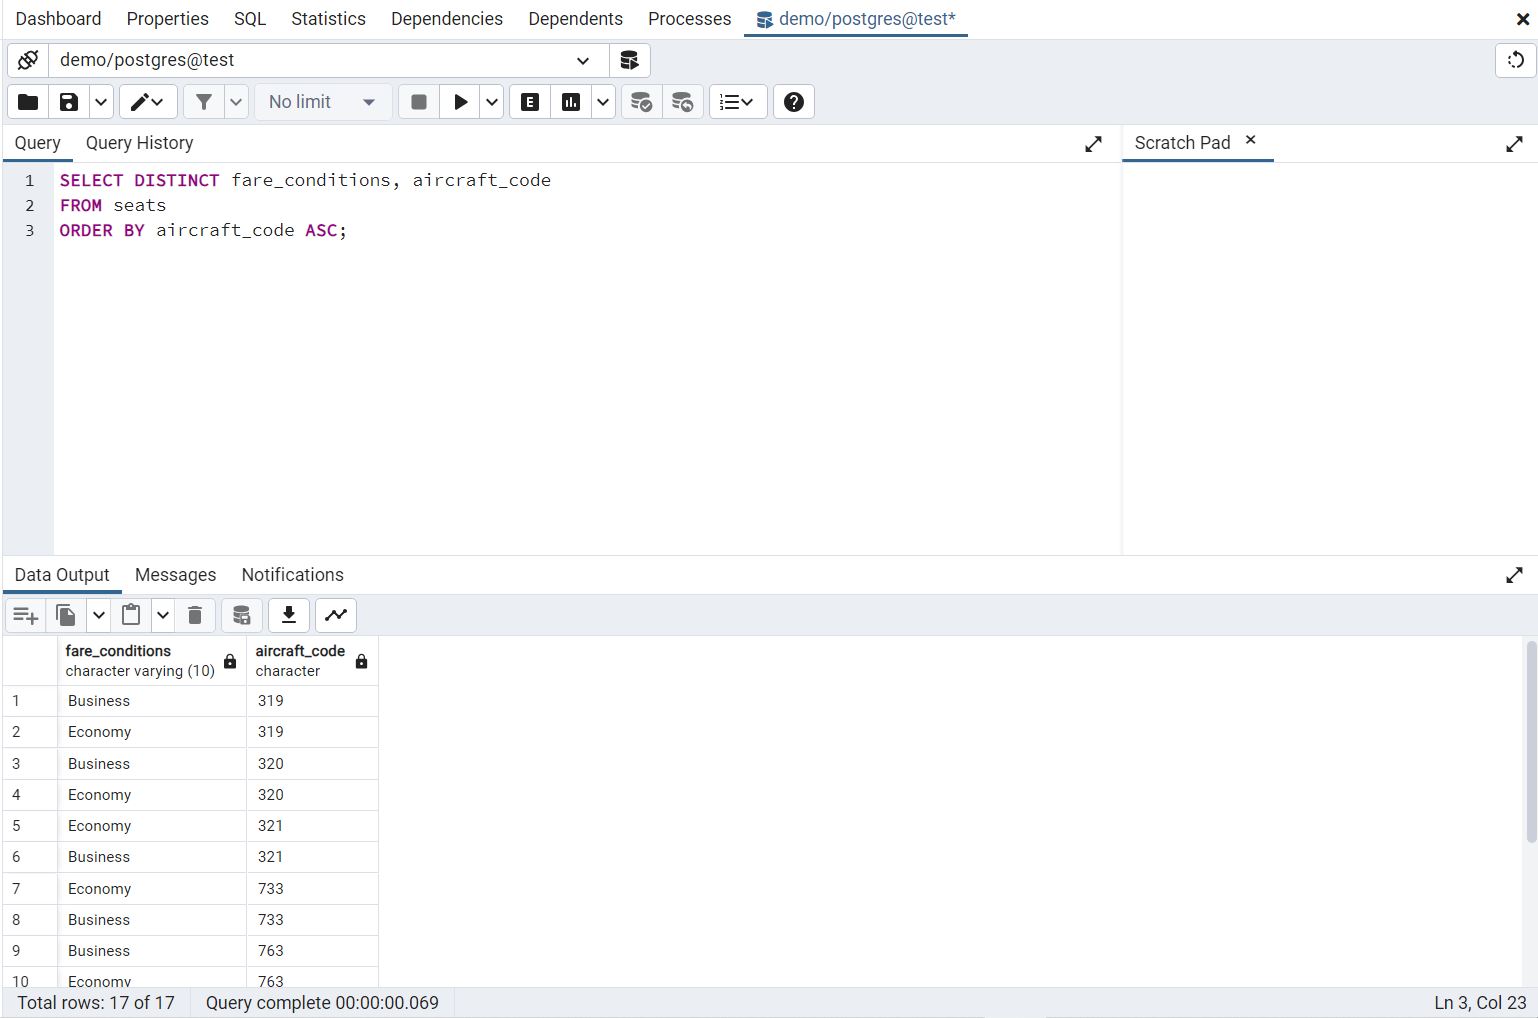 Dashboard Properties SQL Statistics Dependencies Dependents Processes demo/postgres@test*
demo/postgres@test
No limit E
Query Query History Scratch Pad
1 SELECT DISTINCT fare_conditions, aircraft_code
2 FROM seats
3 ORDER BY aircraft_code ASC;
Data Output Messages Notifications
fare_conditions aircraft_code
character varying (10) character
1 Business 319
2 Economy 319
3 Business 320
4 Economy 320
5 Economy 321
6 Business 321
7 Economy 733
8 Business 733
9 Business 763
10 Economy 763
Total rows: 17 of 17 Query complete 00:00:00.069 Ln 3, Col 23